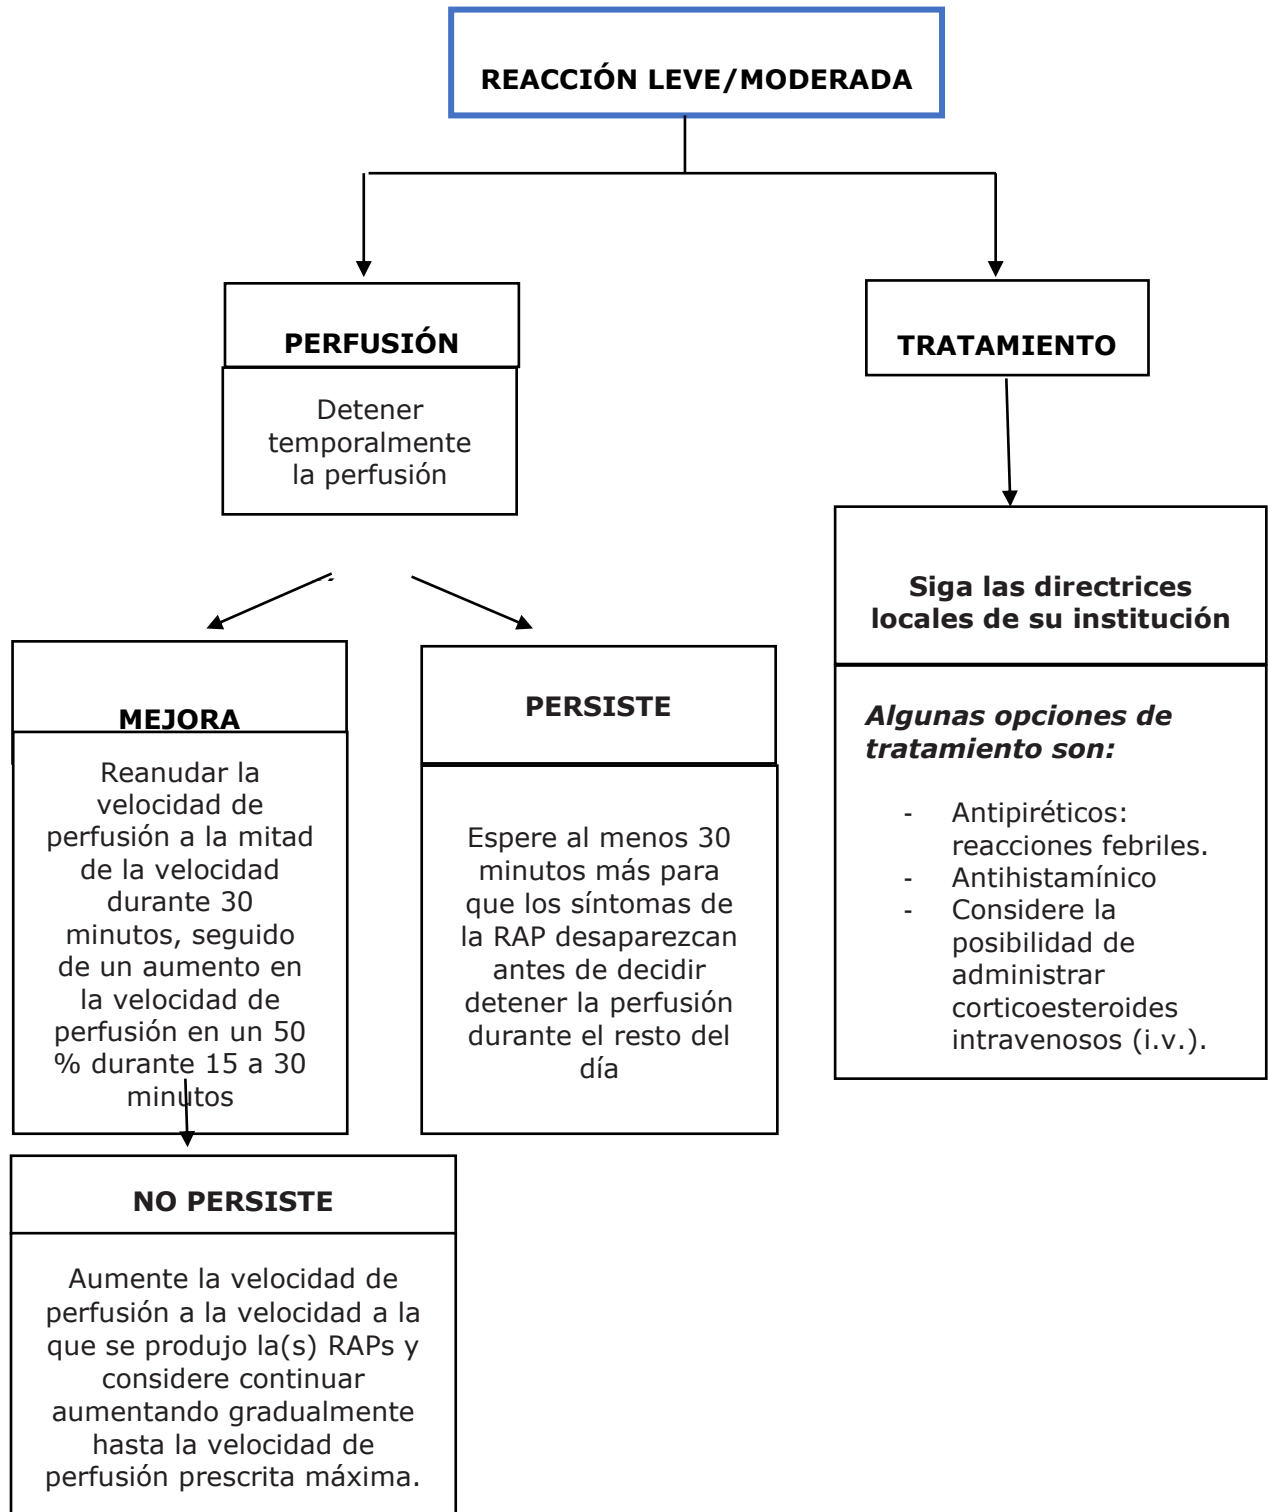 REACCIÓN LEVE/MODERADA
PERFUSIÓN
Detener
temporalmente
la perfusión
TRATAMIENTO
MEJORA
Reanudar la
velocidad de
perfusión a la mitad
de la velocidad
durante 30
minutos, seguido
de un aumento en
la velocidad de
perfusión en un 50
% durante 15 a 30
minutos
PERSISTE
Espere al menos 30
minutos más para
que los síntomas de
la RAP desaparezcan
antes de decidir
detener la perfusión
durante el resto del
día
Siga las directrices
locales de su institución
Algunas opciones de
tratamiento son:
- Antipiréticos:
reacciones febriles.
- Antihistamínico
- Considere la
posibilidad de
administrar
corticoesteroides
intravenosos (i.v.).
NO PERSISTE
Aumente la velocidad de
perfusión a la velocidad a la
que se produjo la(s) RAPs y
considere continuar
aumentando gradualmente
hasta la velocidad de
perfusión prescrita máxima.